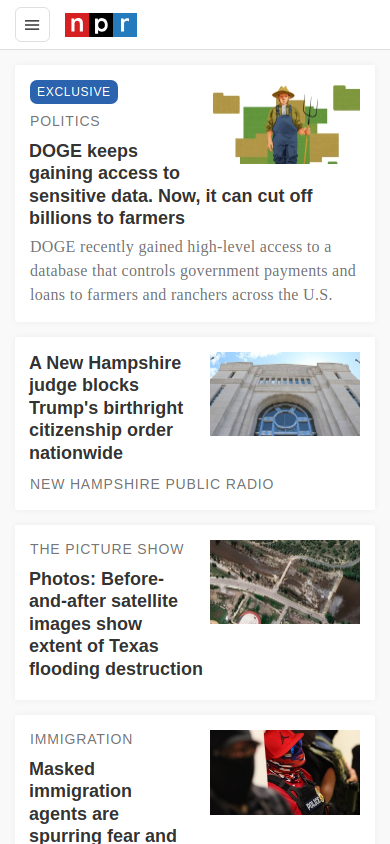 npr
EXCLUSIVE
POLITICS
DOGE keeps
gaining access to
sensitive data. Now, it can cut off
billions to farmers
DOGE recently gained high-level access to a
database that controls government payments and
loans to farmers and ranchers across the U.S.
A New Hampshire
judge blocks
Trump's birthright
citizenship order
nationwide
NEW HAMPSHIRE PUBLIC RADIO
THE PICTURE SHOW
Photos: Before-
and-after satellite
images show
extent of Texas
flooding destruction
IMMIGRATION
Masked
immigration
agents are
spurring fear and
POLICE